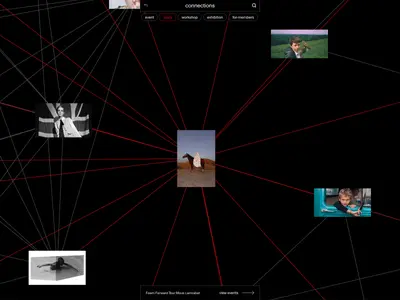 connections
event
workshop
exhibition
for members
view events